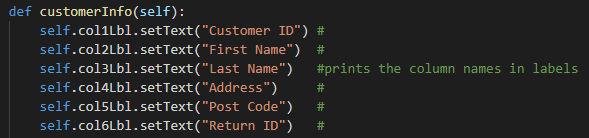 def customerInfo(self):
    self.col1Lbl.setText("Customer ID") #
    self.col2Lbl.setText("First Name")  #
    self.col3Lbl.setText("Last Name")   #prints the column names in labels
    self.col4Lbl.setText("Address")     #
    self.col5Lbl.setText("Post Code")   #
    self.col6Lbl.setText("Return ID")   #